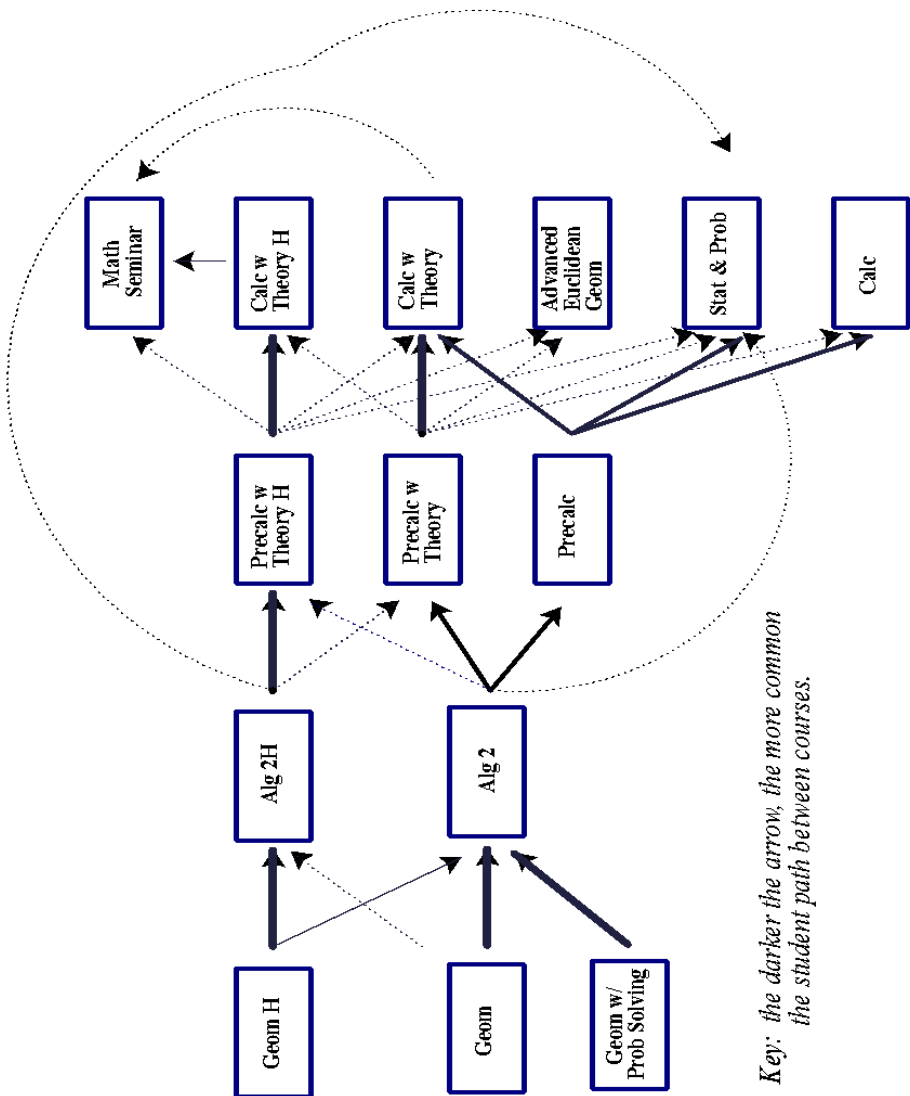 Geom H
Geom
Geom w/
Prob Solving
Alg 2H
Alg 2
Precalc w
Theory H
Precalc w
Theory
Precalc
Math
Seminar
Calc w
Theory H
Calc w
Theory
Advanced
Euclidean
Geom
Stat & Prob
Calc
Key: the darker the arrow, the more common
the student path between courses.